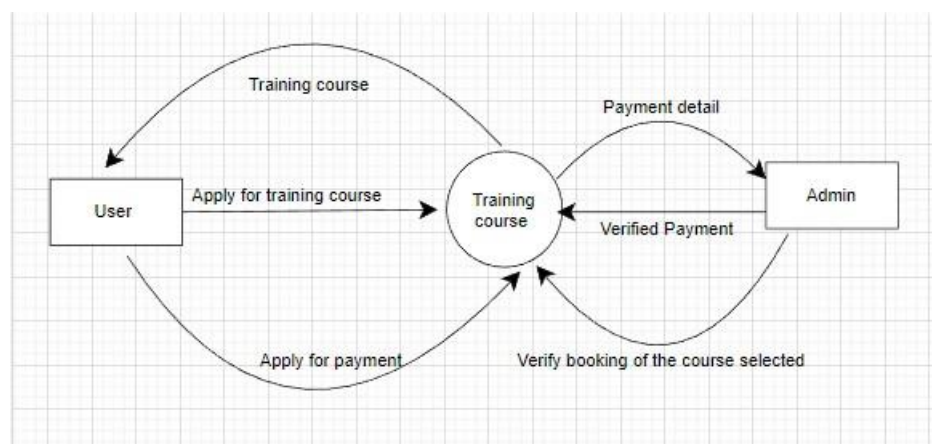 Training course
Payment detail
User
Apply for training course
Training
course
Admin
Verified Payment
Apply for payment
Verify booking of the course selected